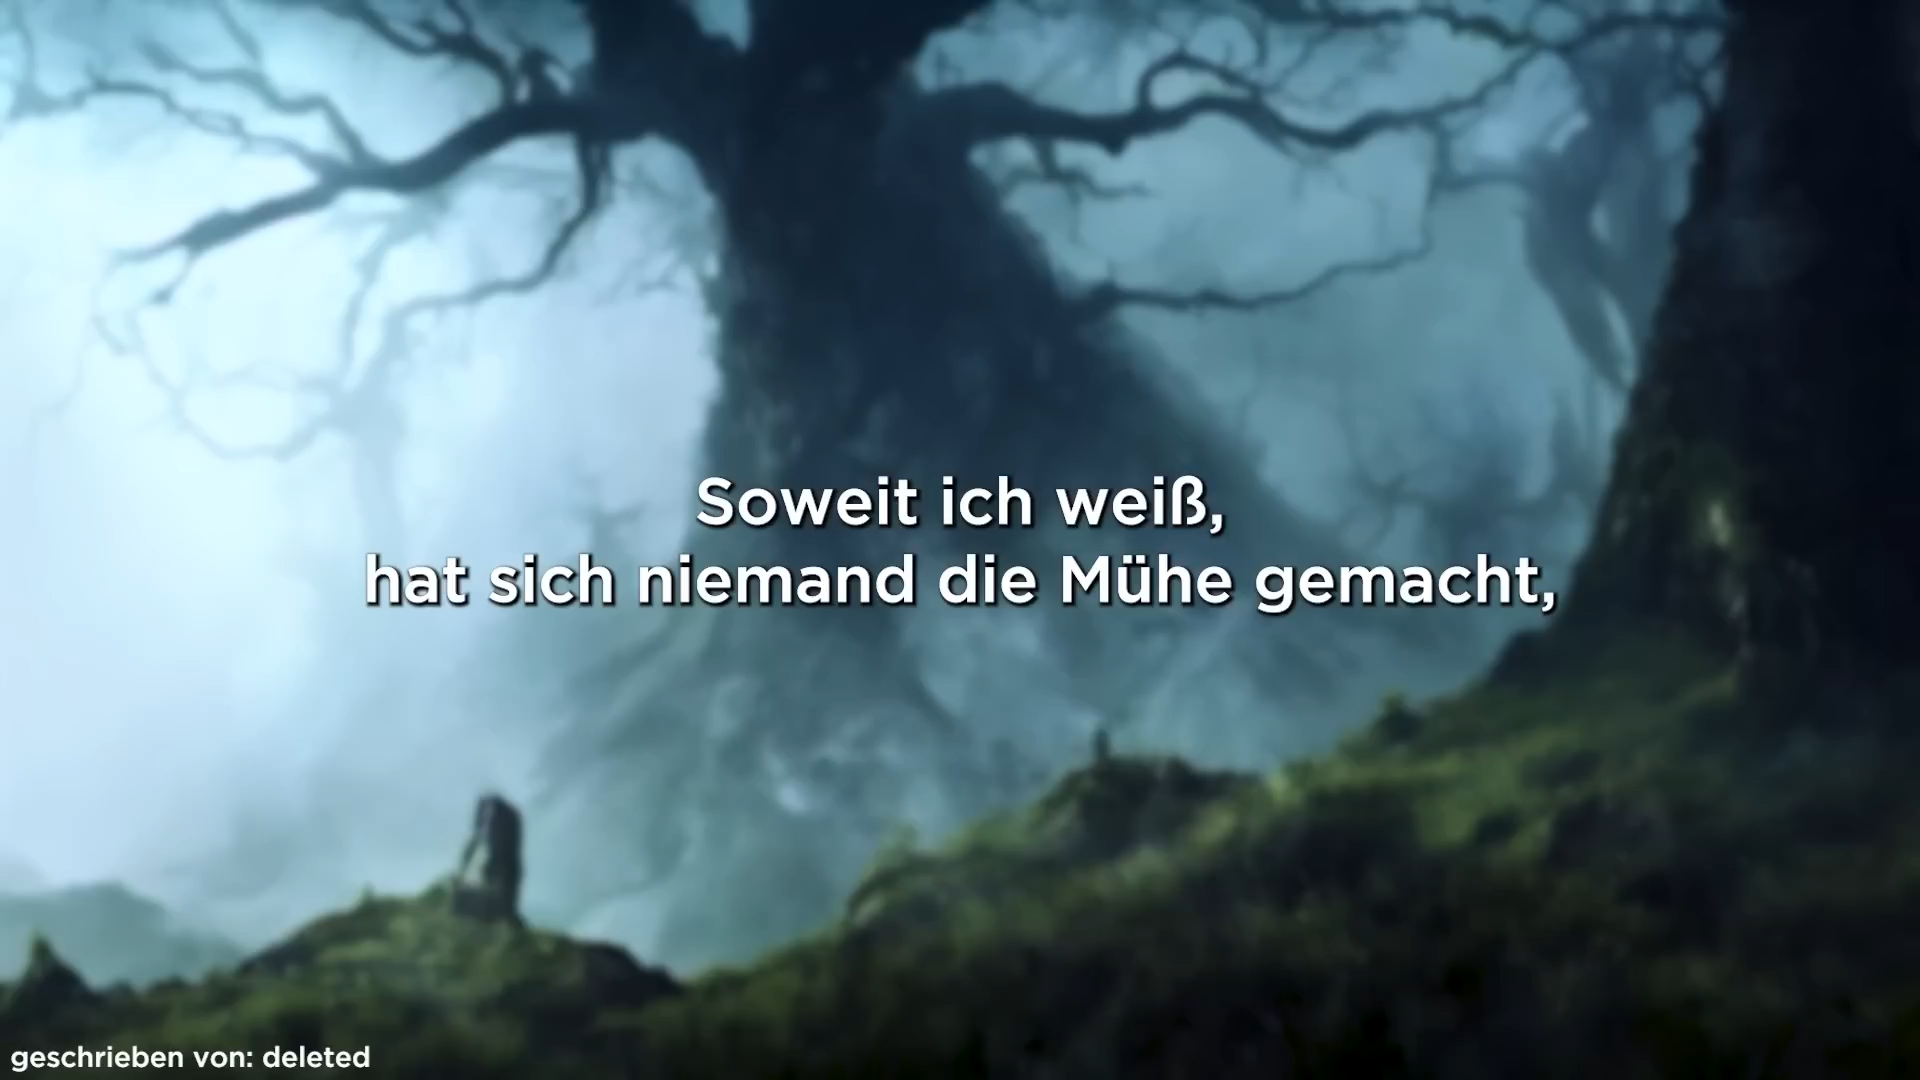 Soweit ich weiß,
hat sich niemand die Mühe gemacht,
geschrieben von: deleted